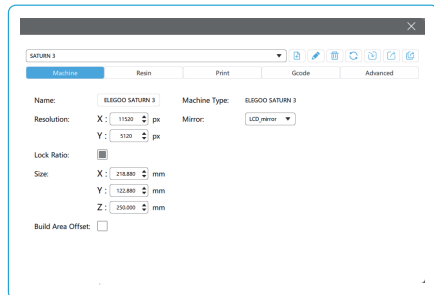 SATURN 3
Machine Resin Print Gcode Advanced
Name: ELEGOO SATURN 3 Machine Type: ELEGOO SATURN 3
Resolution: X : 11520 px Mirror: LCD_mirror
Y : 5120 px
Lock Ratio:
Size: X : 218.880 mm
Y : 122.880 mm
Z : 250.000 mm
Build Area Offset: